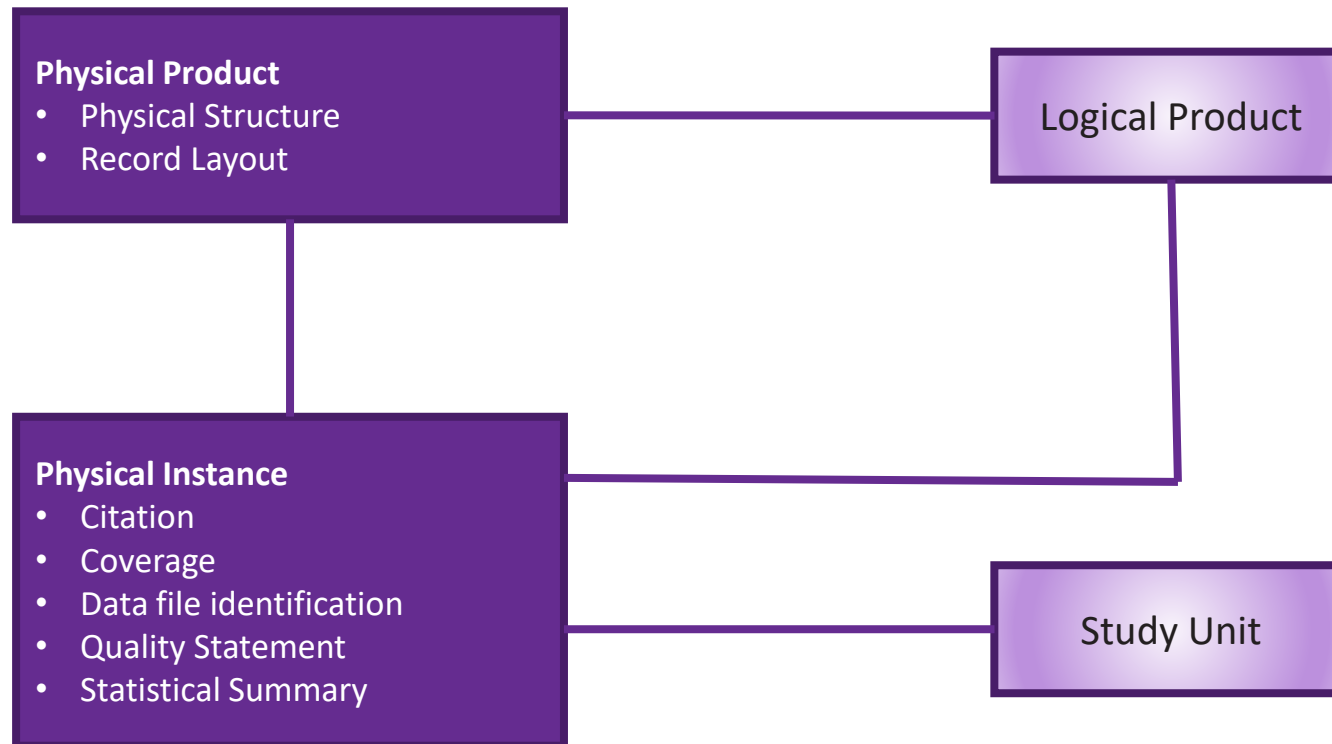 Physical Product
• Physical Structure
• Record Layout
Logical Product
Physical Instance
• Citation
• Coverage
• Data file identification
• Quality Statement
• Statistical Summary
Study Unit